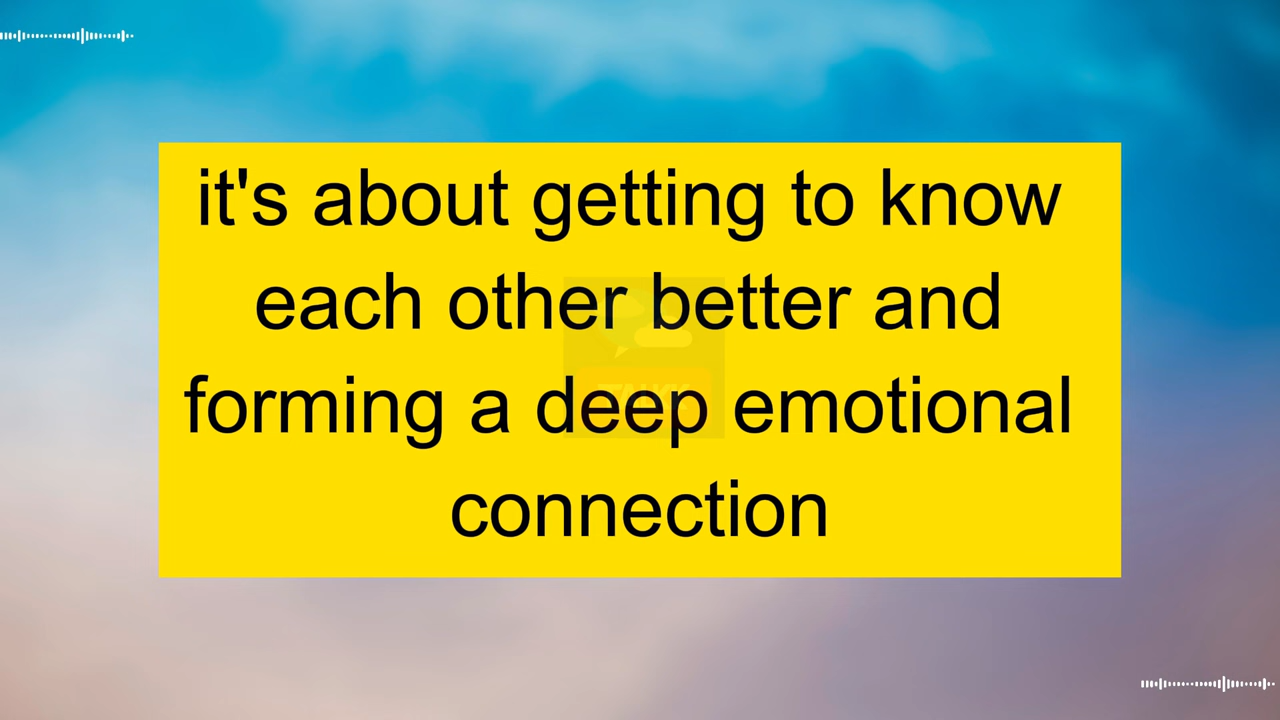 it's about getting to know
each other better and
forming a deep emotional
connection